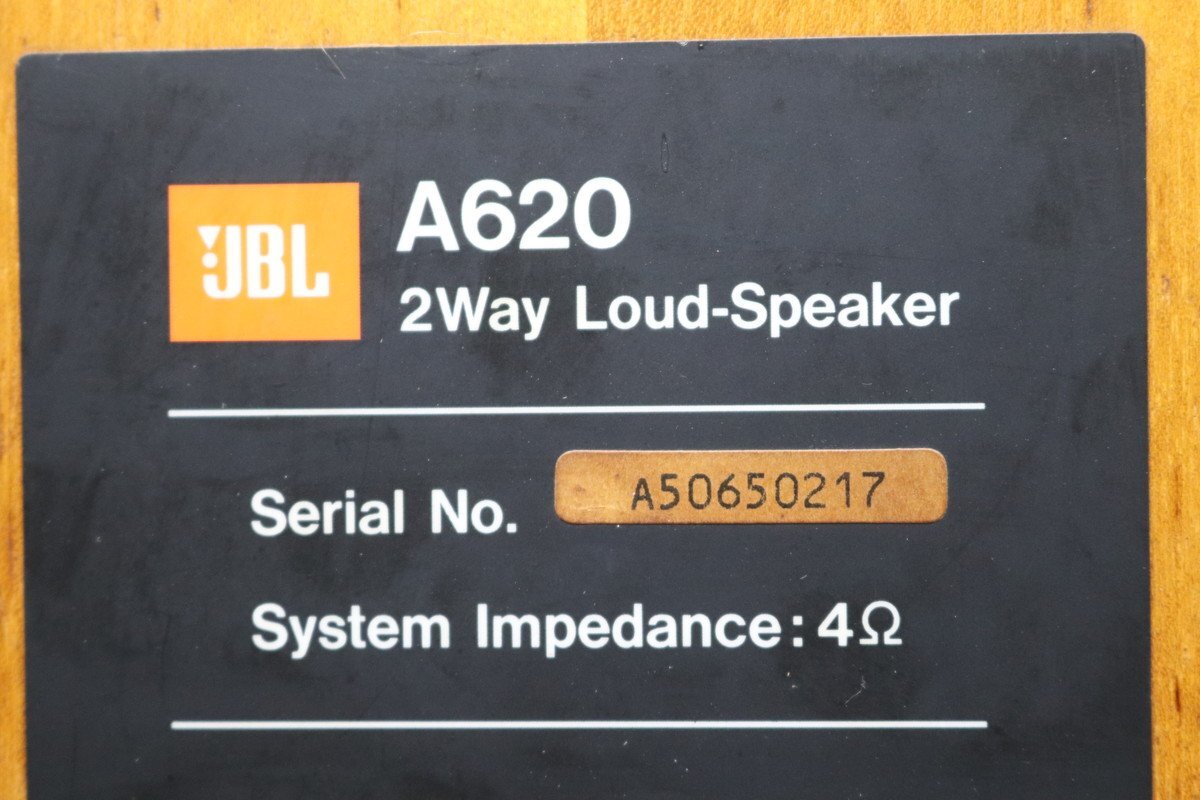 JBL
A620
2Way Loud-Speaker
Serial No. A50650217
System Impedance: 4Ω